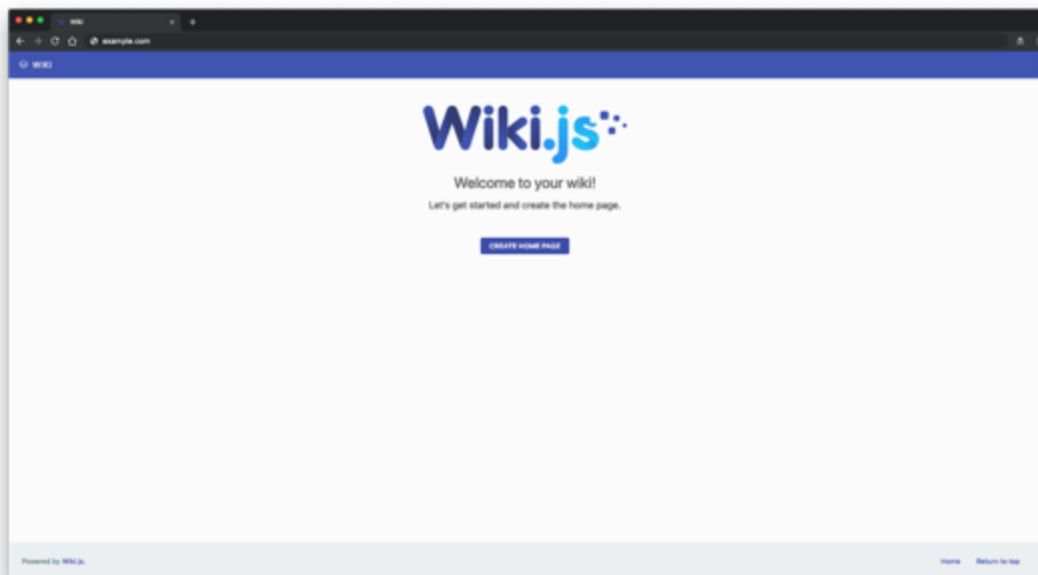 Wiki
example.com
WIKI
Wiki.js
Welcome to your wiki!
Let's get started and create the home page.
CREATE HOME PAGE
Powered by Wiki.js.
Home Return to top